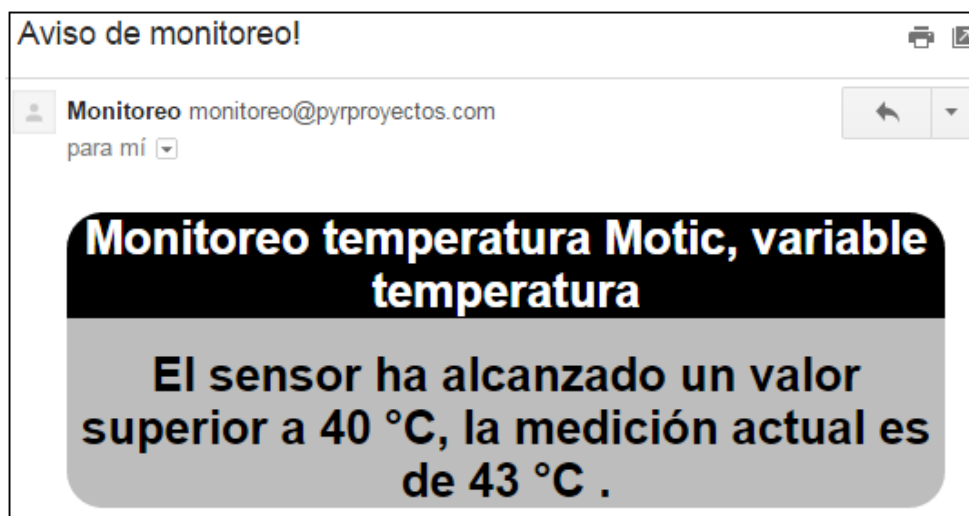 Aviso de monitoreo!
Monitoreo monitoreo@pyrproyectos.com
para mí
Monitoreo temperatura Motic, variable
temperatura
El sensor ha alcanzado un valor
superior a 40 °C, la medición actual es
de 43 °C .